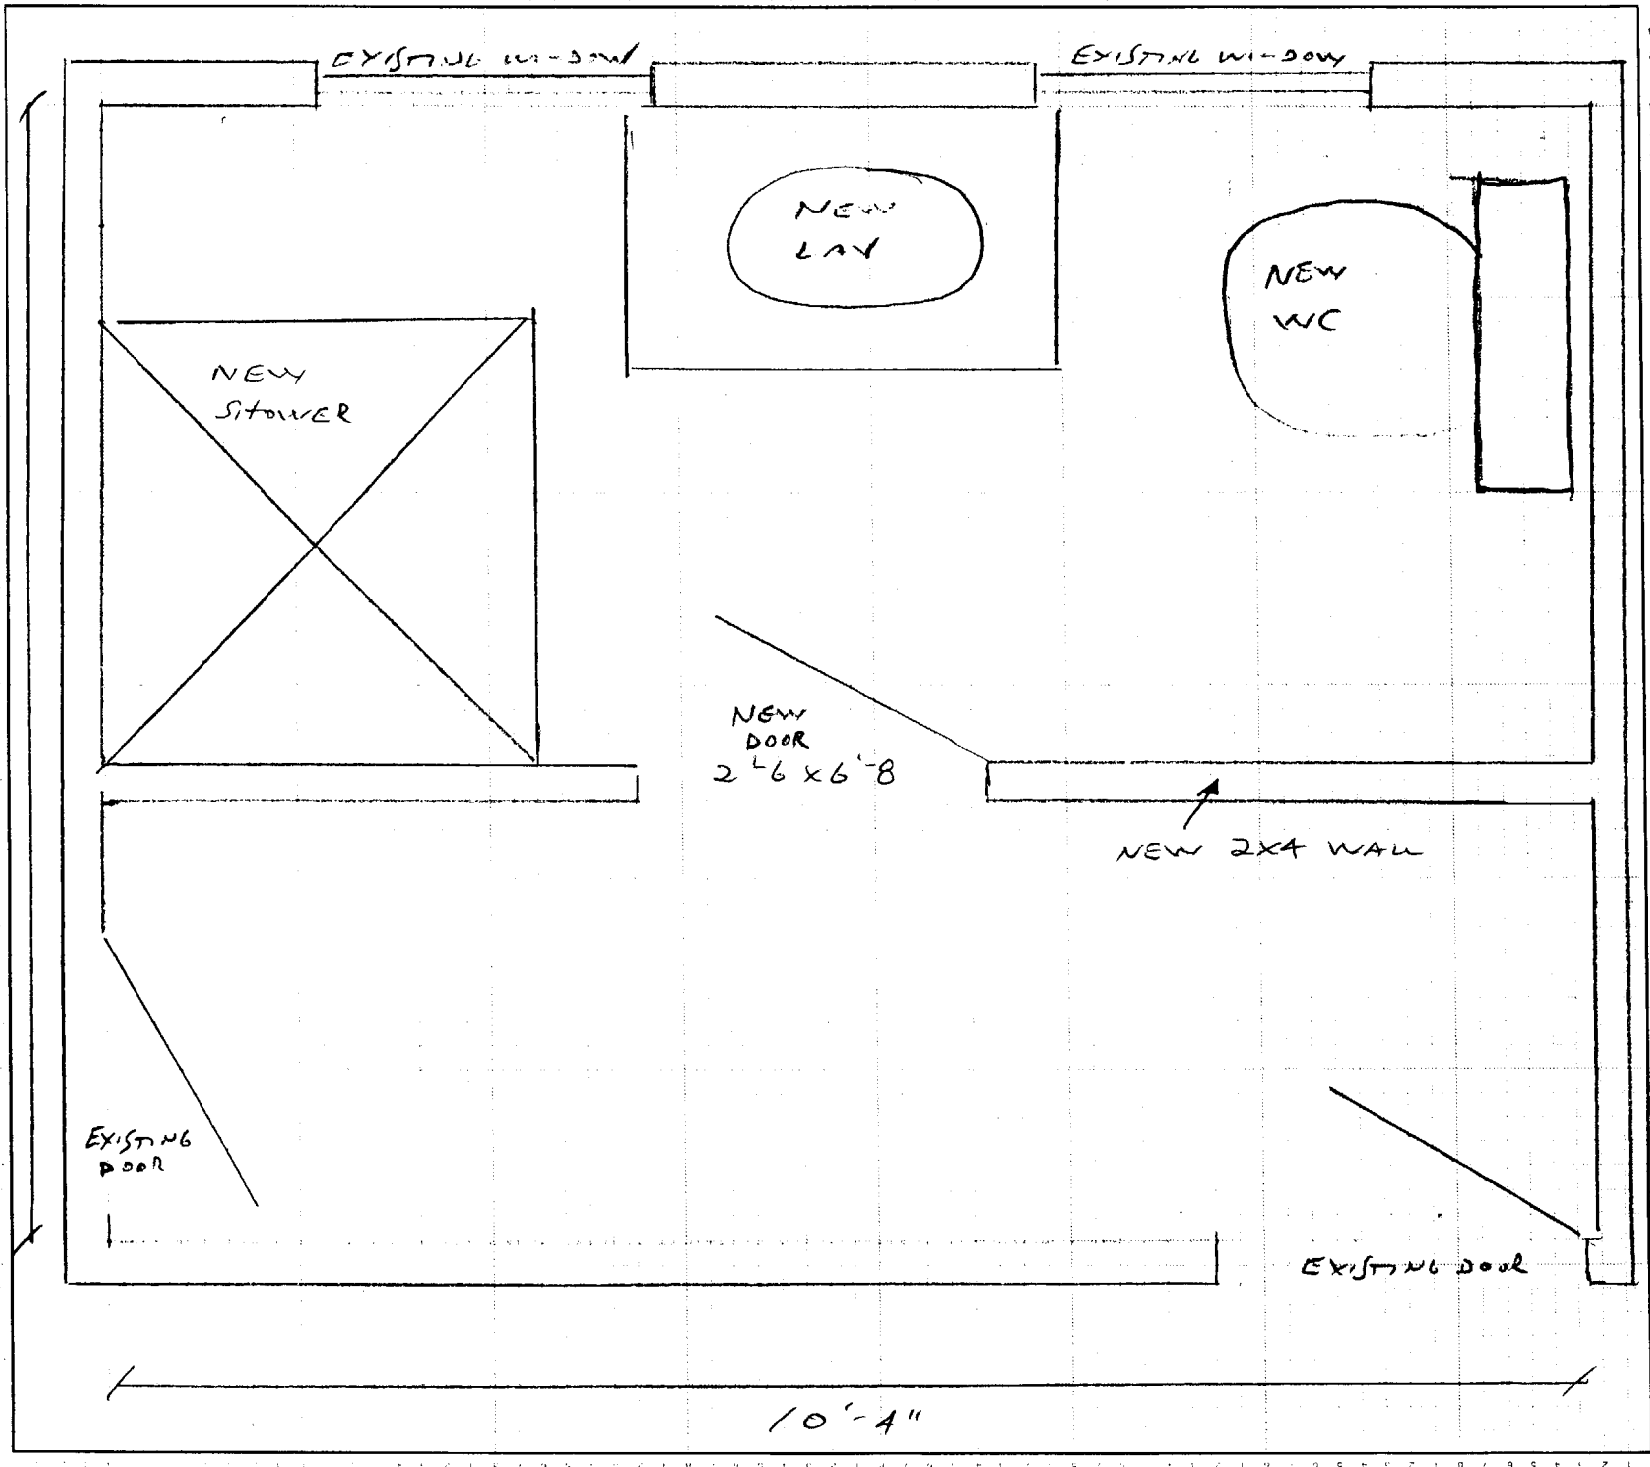 EXISTING WINDOW
EXISTING WINDOW
NEW
LAV
NEW
WC
NEW
SHOWER
NEW
DOOR
2'-6 x 6'-8
NEW 2X4 WALL
EXISTING
DOOR
EXISTING DOOR
10'-4"